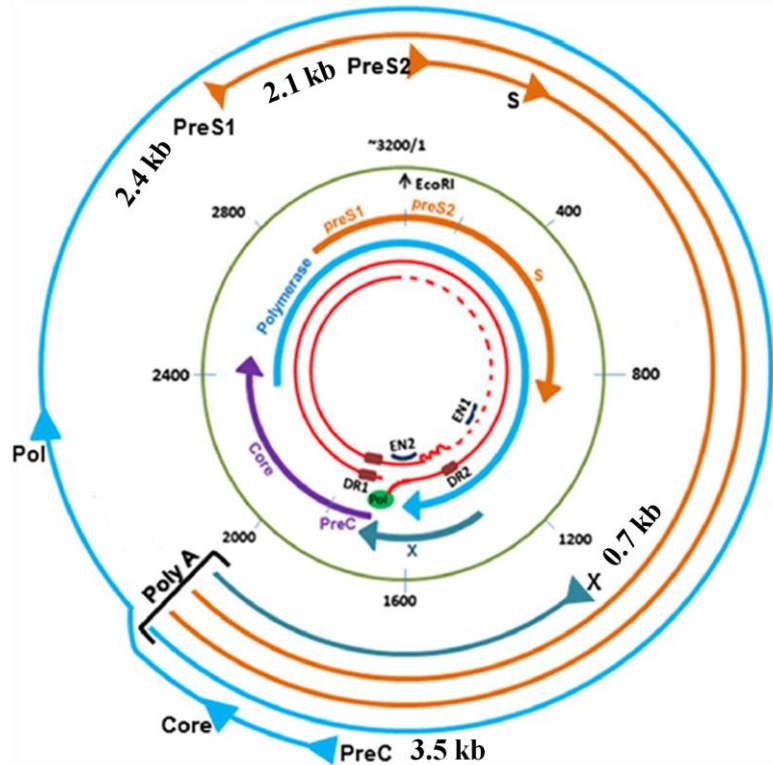 2.1 kb
PreS2
S
PreS1
2.4 kb
~3200/1
EcoRI
2800
preS1
preS2
400
Polymerase
S
2400
800
EN1
EN2
Core
DR1
DR2
Pol
Pol
PreC
X
2000
1200
0.7 kb
X
Poly A
1600
Core
PreC
3.5 kb